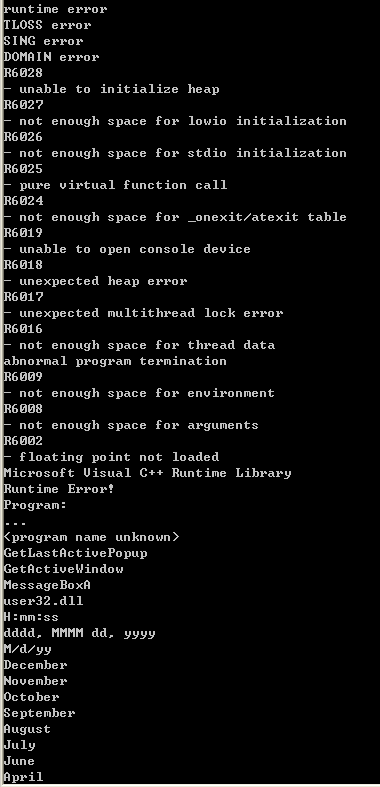 runtime error
TLOSS error
SING error
DOMAIN error
R6028
- unable to initialize heap
R6027
- not enough space for lowio initialization
R6026
- not enough space for stdio initialization
R6025
- pure virtual function call
R6024
- not enough space for _onexit/atexit table
R6019
- unable to open console device
R6018
- unexpected heap error
R6017
- unexpected multithread lock error
R6016
- not enough space for thread data
abnormal program termination
R6009
- not enough space for environment
R6008
- not enough space for arguments
R6002
- floating point not loaded
Microsoft Visual C++ Runtime Library
Runtime Error!
Program:
...
<program name unknown>
GetLastActivePopup
GetActiveWindow
MessageBoxA
user32.dll
H:mm:ss
dddd, MMMM dd, yyyy
M/d/yy
December
November
October
September
August
July
June
April